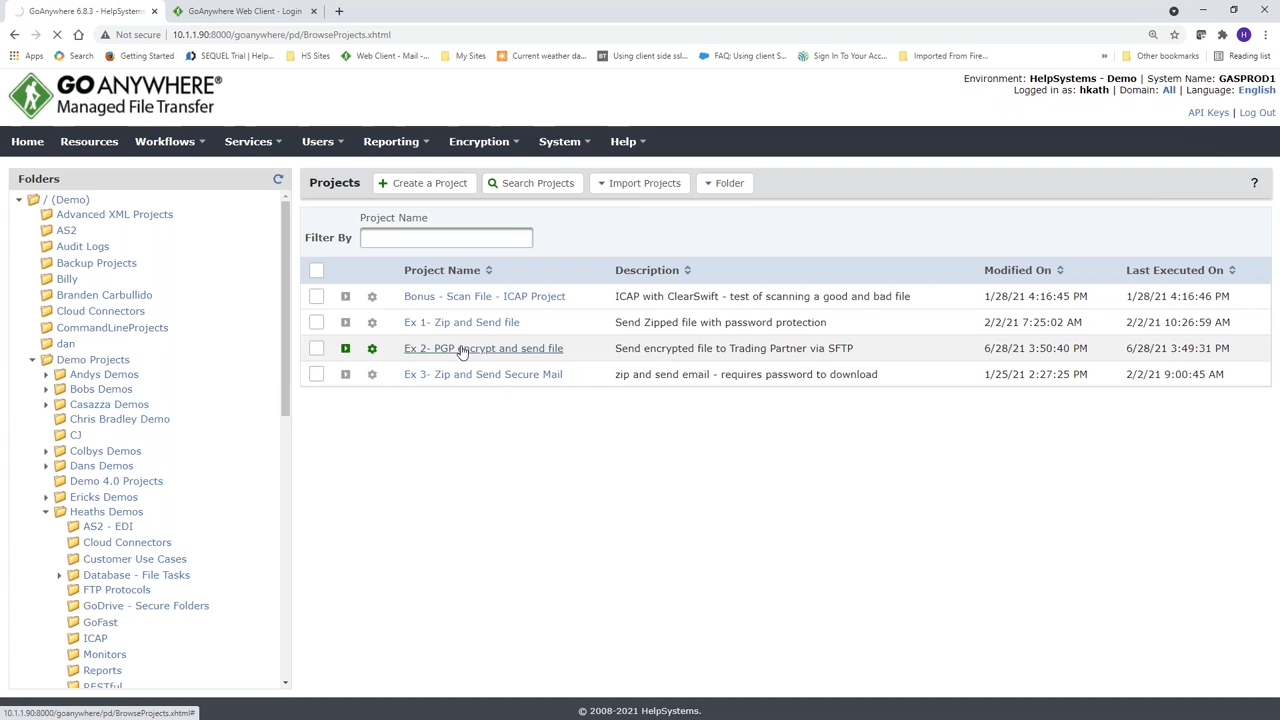 GoAnywhere 6.8.3 - HelpSystems -
GoAnywhere Web Client - Login
Not secure
10.1.1.90:8000/goanywhere/pd/BrowseProjects.xhtml
H
Apps
Search
Getting Started
SEQUEL Trial | Help...
HS Sites
Web Client - Mail -...
My Sites
Current weather da...
Using client side ssl...
FAQ: Using client S...
Sign In To Your Acc...
Imported From Fire...
»
Other bookmarks
Reading list
GO ANYWHERE®
Managed File Transfer
Environment: HelpSystems - Demo | System Name: GASPROD1
Logged in as: hkath | Domain: All | Language: English
API Keys | Log Out
Home
Resources
Workflows
Services
Users
Reporting
Encryption
System
Help
Folders
/ (Demo)
Advanced XML Projects
AS2
Audit Logs
Backup Projects
Billy
Branden Carbullido
Cloud Connectors
CommandLineProjects
dan
Demo Projects
Andys Demos
Bobs Demos
Casazza Demos
Chris Bradley Demo
CJ
Colbys Demos
Dans Demos
Demo 4.0 Projects
Ericks Demos
Heaths Demos
AS2 - EDI
Cloud Connectors
Customer Use Cases
Database - File Tasks
FTP Protocols
GoDrive - Secure Folders
GoFast
ICAP
Monitors
Reports
RESTful
Projects
Create a Project
Search Projects
Import Projects
Folder
?
Project Name
Filter By
Project Name Description Modified On Last Executed On
Bonus - Scan File - ICAP Project ICAP with ClearSwift - test of scanning a good and bad file 1/28/21 4:16:45 PM 1/28/21 4:16:46 PM
Ex 1- Zip and Send file Send Zipped file with password protection 2/2/21 7:25:02 AM 2/2/21 10:26:59 AM
Ex 2- PGP encrypt and send file Send encrypted file to Trading Partner via SFTP 6/28/21 3:50:40 PM 6/28/21 3:49:31 PM
Ex 3- Zip and Send Secure Mail zip and send email - requires password to download 1/25/21 2:27:25 PM 2/2/21 9:00:45 AM
10.1.1.90:8000/goanywhere/pd/BrowseProjects.xhtml#
© 2008-2021 HelpSystems.